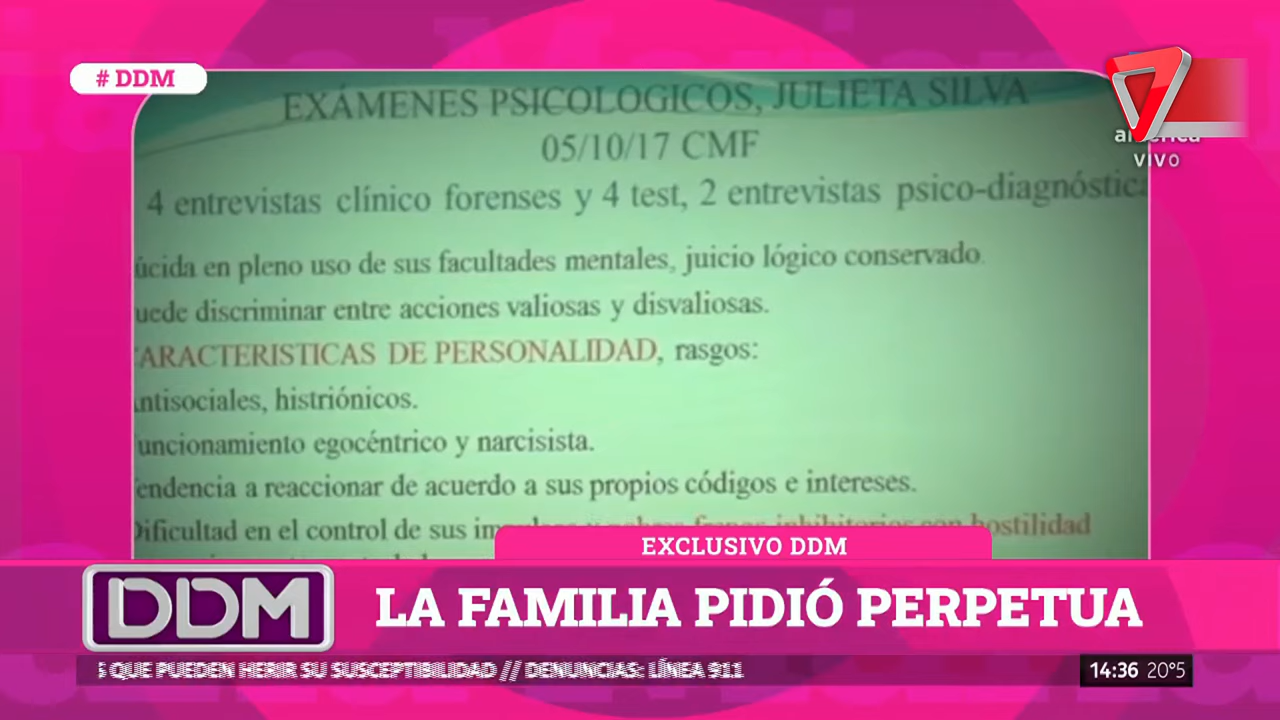 # DDM
EXÁMENES PSICOLOGICOS, JULIETA SILVA
05/10/17 CMF
4 entrevistas clínico forenses y 4 test, 2 entrevistas psico-diagnóstica
úcida en pleno uso de sus facultades mentales, juicio lógico conservado.
uede discriminar entre acciones valiosas y disvaliosas.
ARACTERISTICAS DE PERSONALIDAD, rasgos:
ntisociales, histriónicos.
uncionamiento egocéntrico y narcisista.
endencia a reaccionar de acuerdo a sus propios códigos e intereses.
Dificultad en el control de sus im hostilidad
américa
VIVO
EXCLUSIVO DDM
DDM
LA FAMILIA PIDIÓ PERPETUA
S QUE PUEDEN HERIR SU SUSCEPTIBILIDAD // DENUNCIAS: LÍNEA 911
14:36 20°5